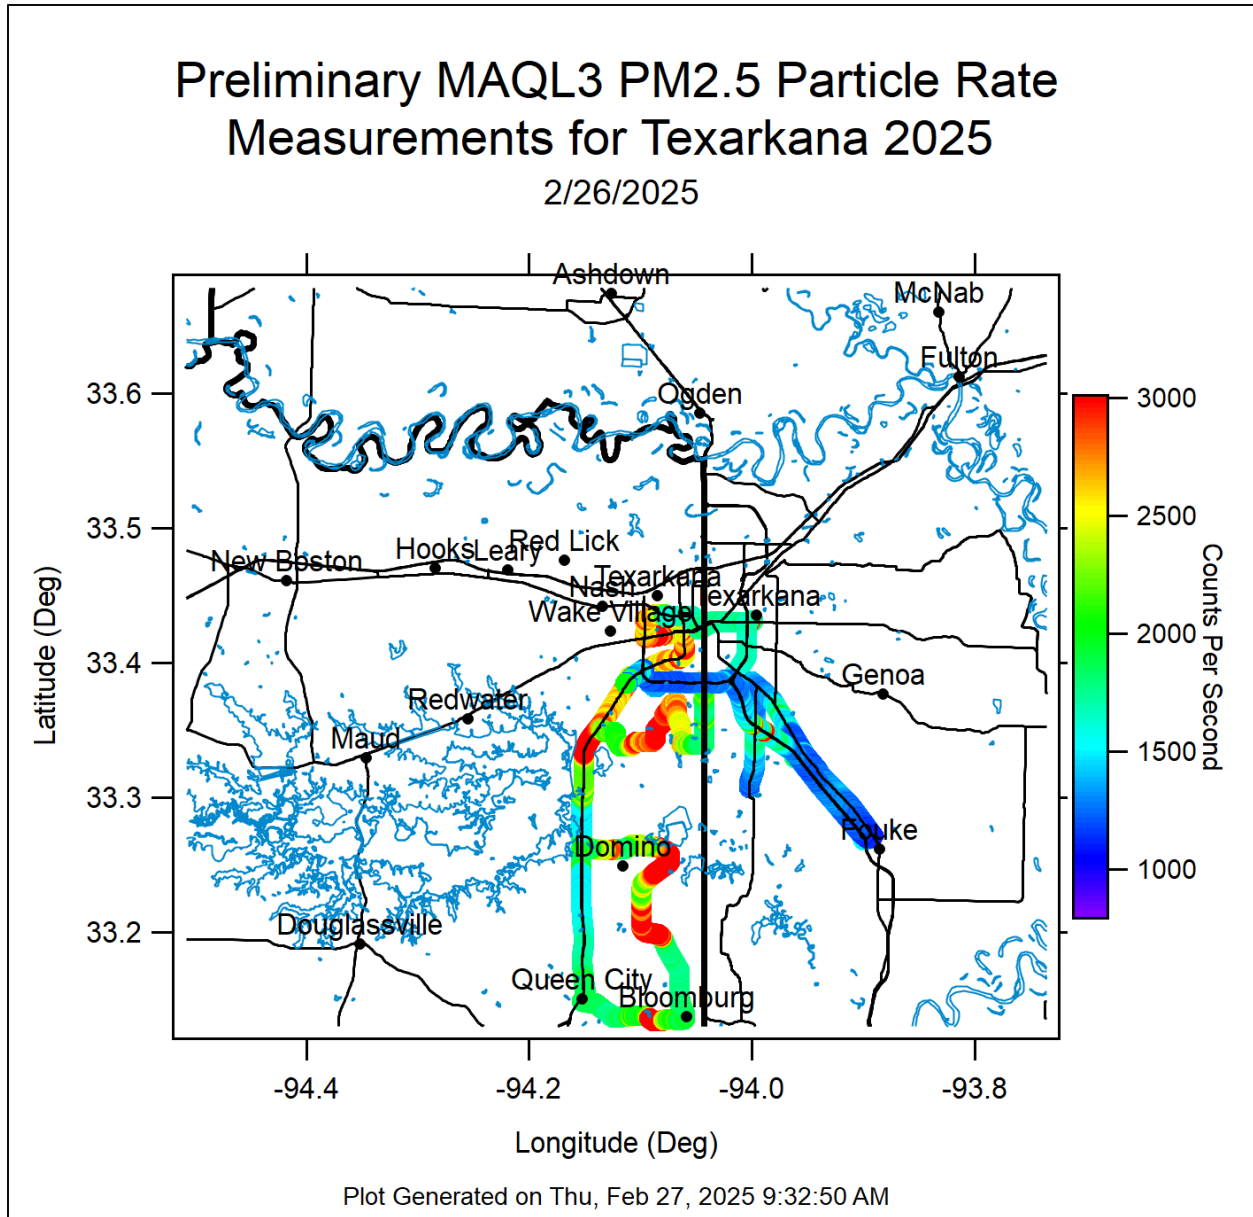 Preliminary MAQL3 PM2.5 Particle Rate
Measurements for Texarkana 2025
2/26/2025
Ashdown
McNab
Fulton
Ogden
33.6
3000
33.5
2500
New Boston
Hooks
Leary
Red Lick
Texarkana
Nash
Texarkana
Wake Village
33.4
2000
Genoa
Redwater
Maud
1500
33.3
Fouke
Domino
1000
33.2
Douglassville
Queen City
Bloomburg
Latitude (Deg)
Counts Per Second
-94.4
-94.2
-94.0
-93.8
Longitude (Deg)
Plot Generated on Thu, Feb 27, 2025 9:32:50 AM